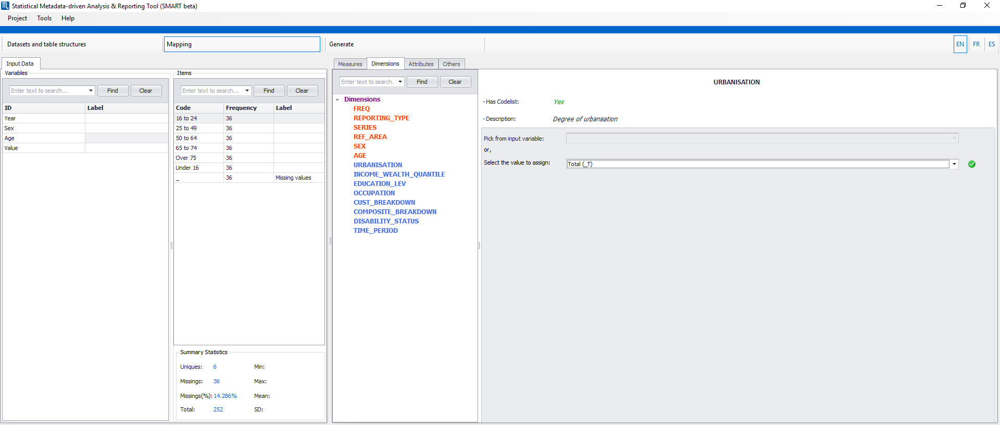 Statistical Metadata-driven Analysis & Reporting Tool (SMART beta)
Project Tools Help
Datasets and table structures Mapping Generate EN FR ES
Input Data
Variables
Enter text to search... Find Clear
ID Label
Year
Sex
Age
Value
Items
Enter text to search... Find Clear
Code Frequency Label
16 to 24 36
25 to 49 36
50 to 64 36
65 to 74 36
Over 75 36
Under 16 36
_ 36 Missing values
Summary Statistics
Uniques: 6 Min:
Missings: 36 Max:
Missings(%): 14.286% Mean:
Total: 252 SD:
Measures Dimensions Attributes Others
Enter text to search. Find Clear
Dimensions
FREQ
REPORTING_TYPE
SERIES
REF_AREA
SEX
AGE
URBANISATION
INCOME_WEALTH_QUANTILE
EDUCATION_LEV
OCCUPATION
CUST_BREAKDOWN
COMPOSITE_BREAKDOWN
DISABILITY_STATUS
TIME_PERIOD
URBANISATION
- Has Codelist: Yes
- Description: Degree of urbanisation
Pick from input variable:
or,
Select the value to assign: Total (_T)